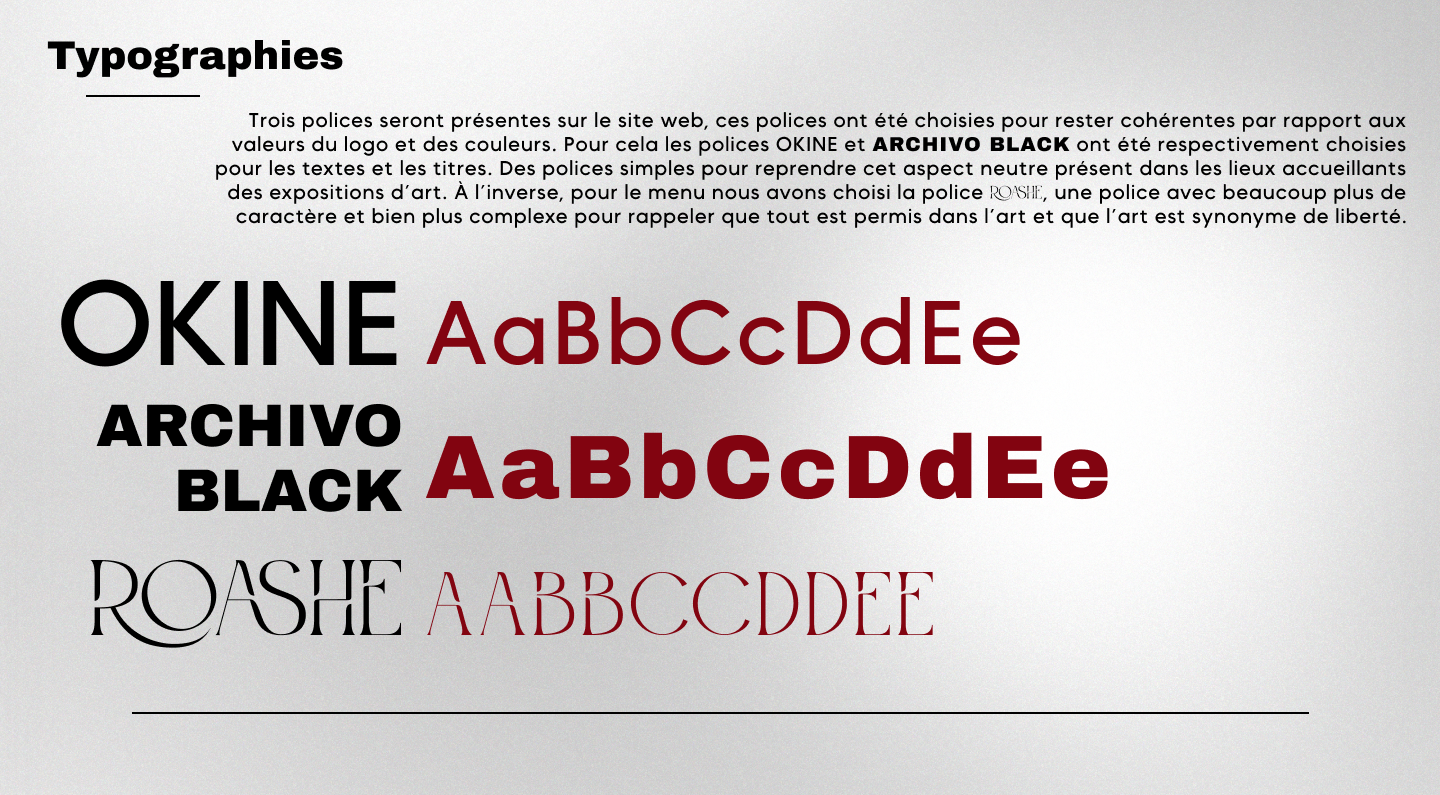 Typographies
Trois polices seront présentes sur le site web, ces polices ont été choisies pour rester cohérentes par rapport aux
valeurs du logo et des couleurs. Pour cela les polices OKINE et ARCHIVO BLACK ont été respectivement choisies
pour les textes et les titres. Des polices simples pour reprendre cet aspect neutre présent dans les lieux accueillants
des expositions d'art. À l'inverse, pour le menu nous avons choisi la police ROASHE, une police avec beaucoup plus de
caractère et bien plus complexe pour rappeler que tout est permis dans l'art et que l'art est synonyme de liberté.
OKINE AaBbCcDdEe
ARCHIVO
BLACK
AaBbCcDdEe
ROASHE AABBCCDDEE